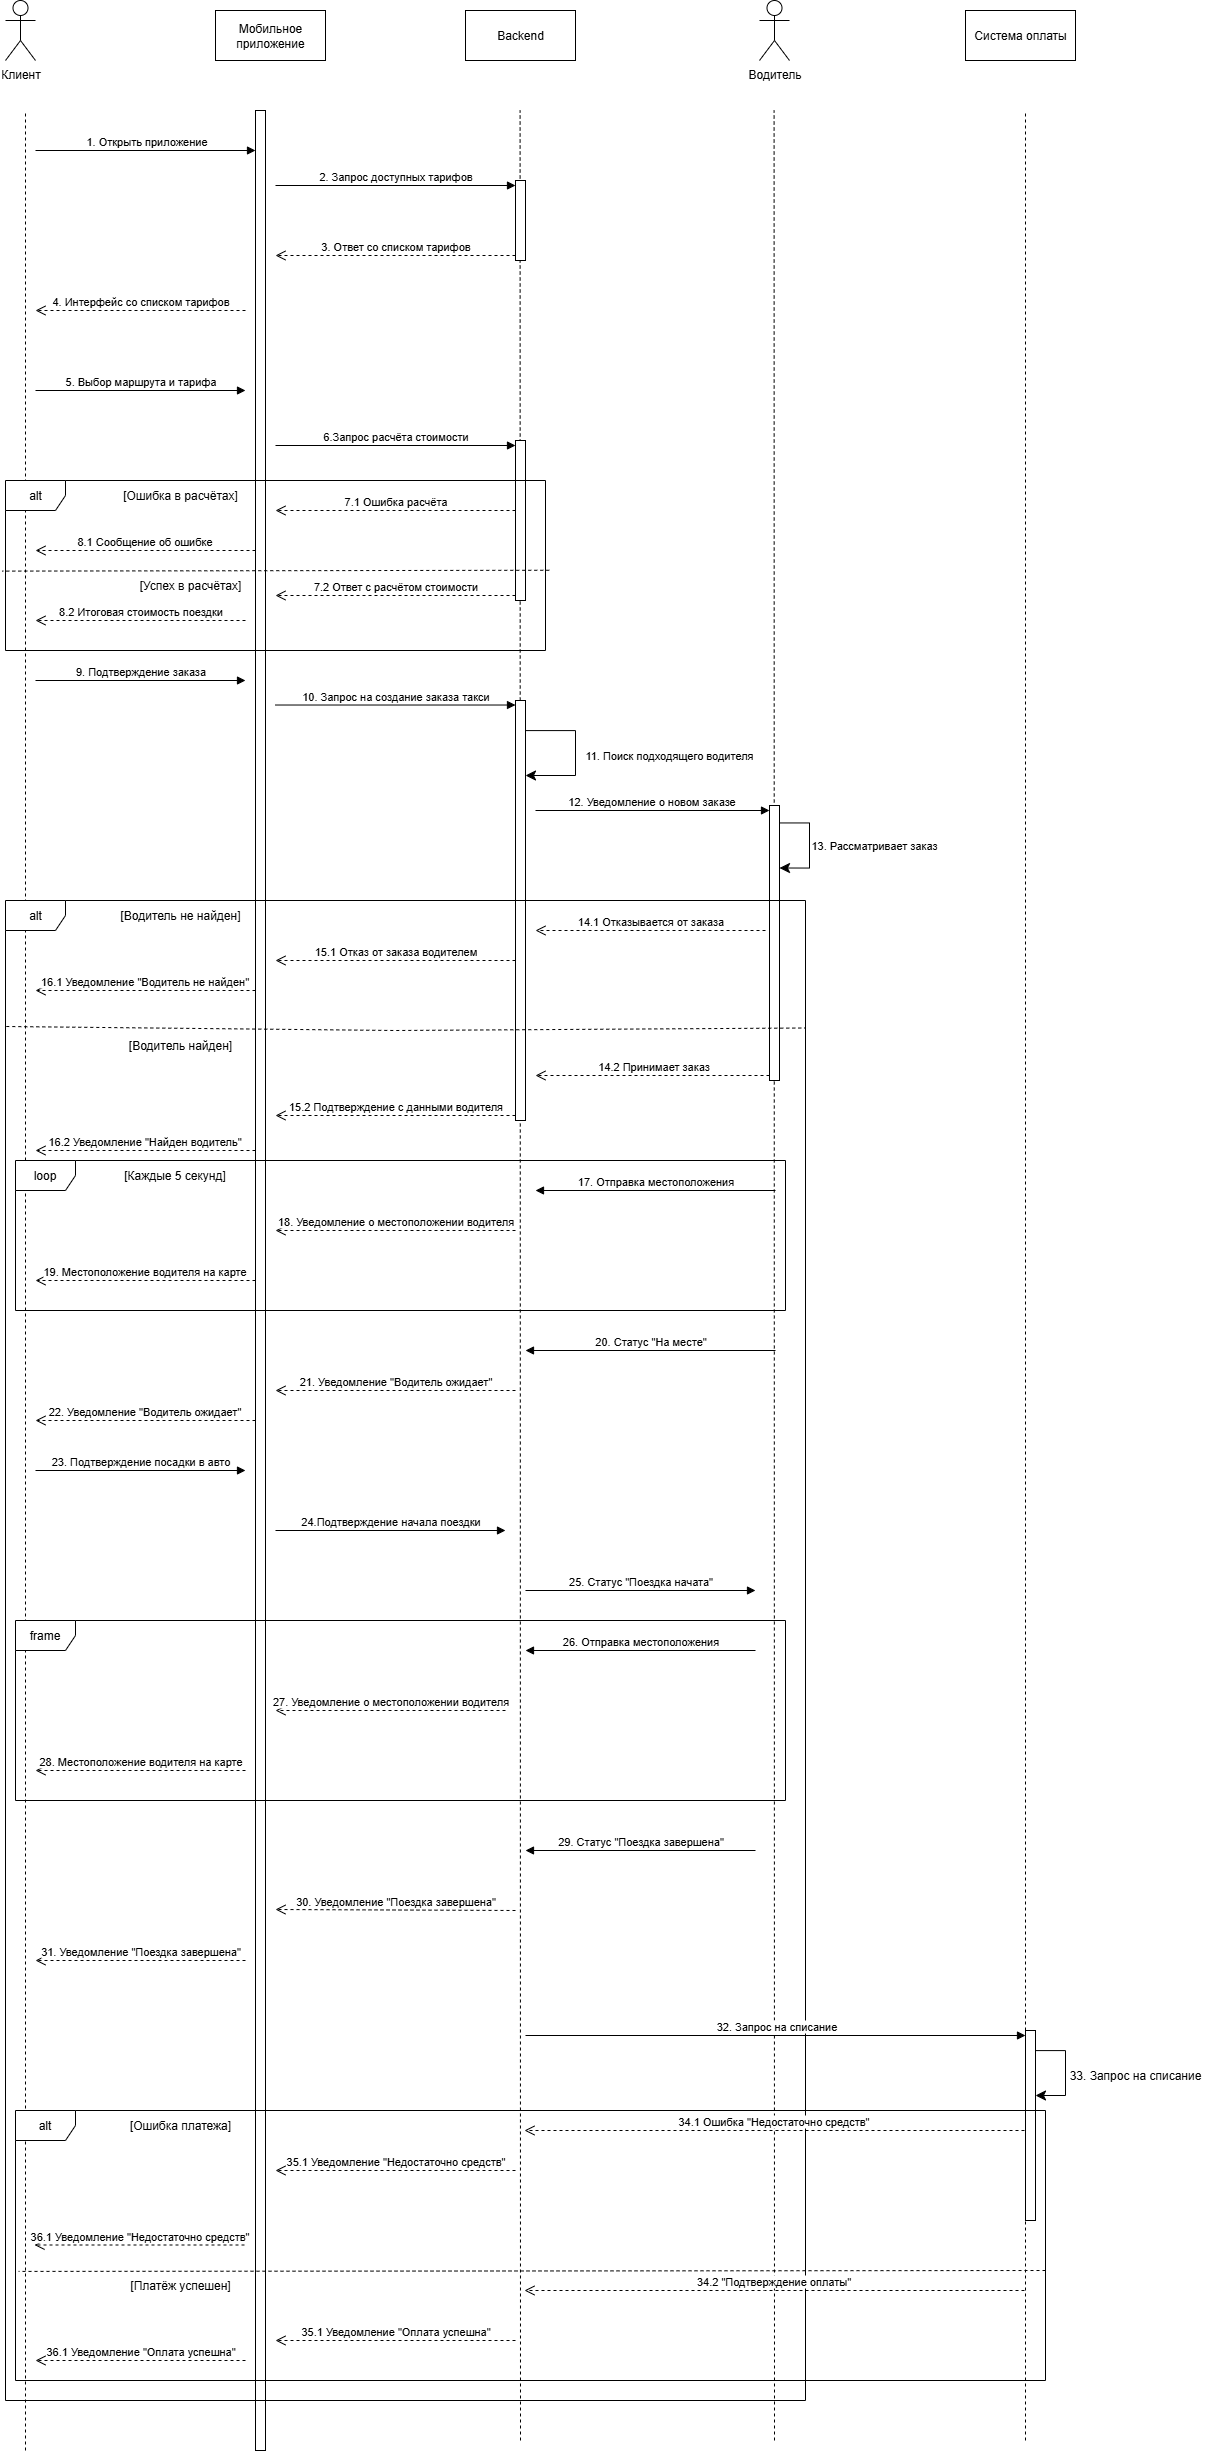 Клиент
Мобильное
приложение
Backend
Водитель
Система оплаты
1. Открыть приложение
2. Запрос доступных тарифов
3. Ответ со списком тарифов
4. Интерфейс со списком тарифов
5. Выбор маршрута и тарифа
6.Запрос расчёта стоимости
alt
[Ошибка в расчётах]
7.1 Ошибка расчёта
8.1 Сообщение об ошибке
[Успех в расчётах]
7.2 Ответ с расчётом стоимости
8.2 Итоговая стоимость поездки
9. Подтверждение заказа
10. Запрос на создание заказа такси
11. Поиск подходящего водителя
12. Уведомление о новом заказе
13. Рассматривает заказ
alt
[Водитель не найден]
14.1 Отказывается от заказа
15.1 Отказ от заказа водителем
16.1 Уведомление "Водитель не найден"
[Водитель найден]
14.2 Принимает заказ
15.2 Подтверждение с данными водителя
16.2 Уведомление "Найден водитель"
loop
[Каждые 5 секунд]
17. Отправка местоположения
18. Уведомление о местоположении водителя
19. Местоположение водителя на карте
20. Статус "На месте"
21. Уведомление "Водитель ожидает"
22. Уведомление "Водитель ожидает"
23. Подтверждение посадки в авто
24.Подтверждение начала поездки
25. Статус "Поездка начата"
frame
26. Отправка местоположения
27. Уведомление о местоположении водителя
28. Местоположение водителя на карте
29. Статус "Поездка завершена"
30. Уведомление "Поездка завершена"
31. Уведомление "Поездка завершена"
32. Запрос на списание
33. Запрос на списание
alt
[Ошибка платежа]
34.1 Ошибка "Недостаточно средств"
35.1 Уведомление "Недостаточно средств"
36.1 Уведомление "Недостаточно средств"
[Платёж успешен]
34.2 "Подтверждение оплаты"
35.1 Уведомление "Оплата успешна"
36.1 Уведомление "Оплата успешна"